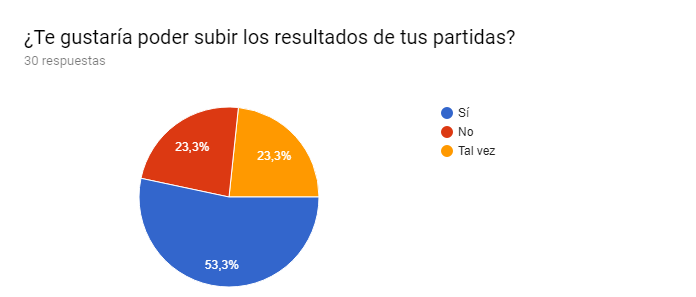 ¿Te gustaría poder subir los resultados de tus partidas?
30 respuestas
Sí
No
Tal vez
23,3%
23,3%
53,3%